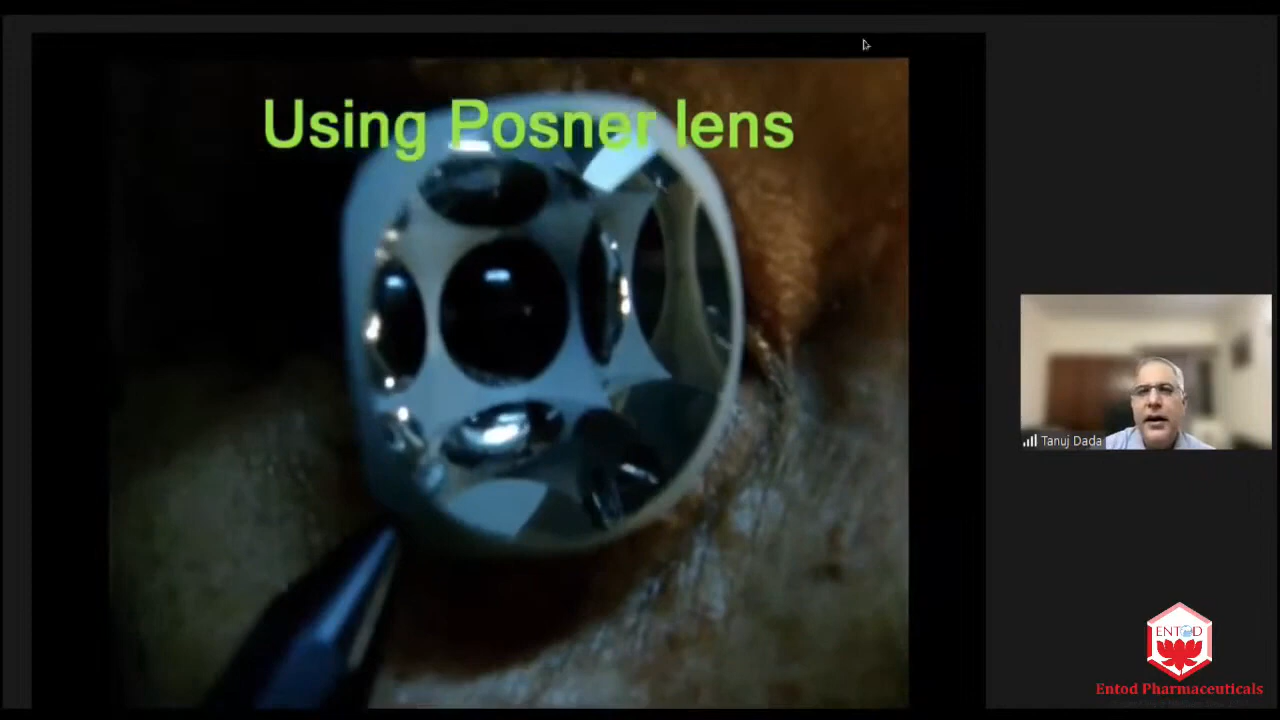 Using Posner lens
Tanuj Dada
ENTOD
Entod Pharmaceuticals